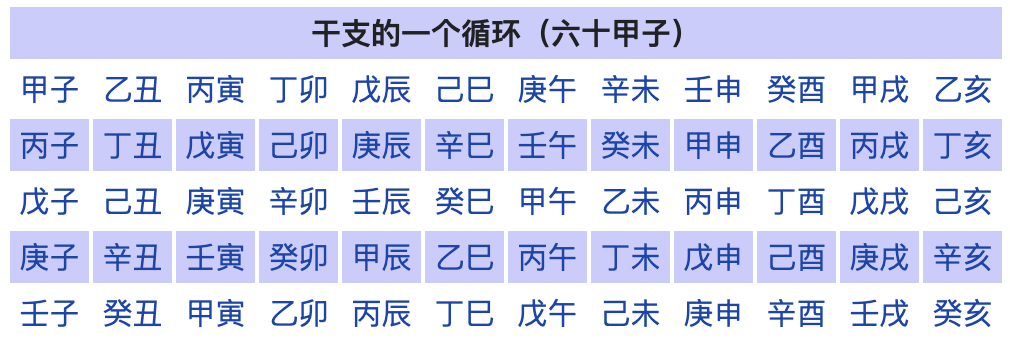 干支的一个循环（六十甲子）
甲子 乙丑 丙寅 丁卯 戊辰 己巳 庚午 辛未 壬申 癸酉 甲戌 乙亥
丙子 丁丑 戊寅 己卯 庚辰 辛巳 壬午 癸未 甲申 乙酉 丙戌 丁亥
戊子 己丑 庚寅 辛卯 壬辰 癸巳 甲午 乙未 丙申 丁酉 戊戌 己亥
庚子 辛丑 壬寅 癸卯 甲辰 乙巳 丙午 丁未 戊申 己酉 庚戌 辛亥
壬子 癸丑 甲寅 乙卯 丙辰 丁巳 戊午 己未 庚申 辛酉 壬戌 癸亥